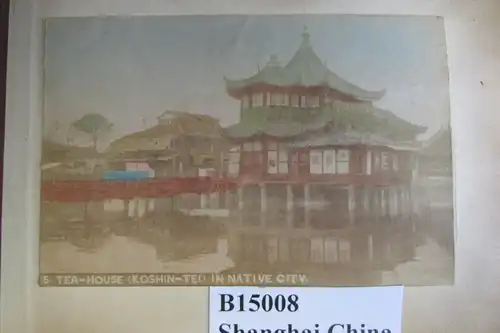 5 TEA-HOUSE (KOSHIN-TEI) IN NATIVE CITY.
B15008
Shanghai China